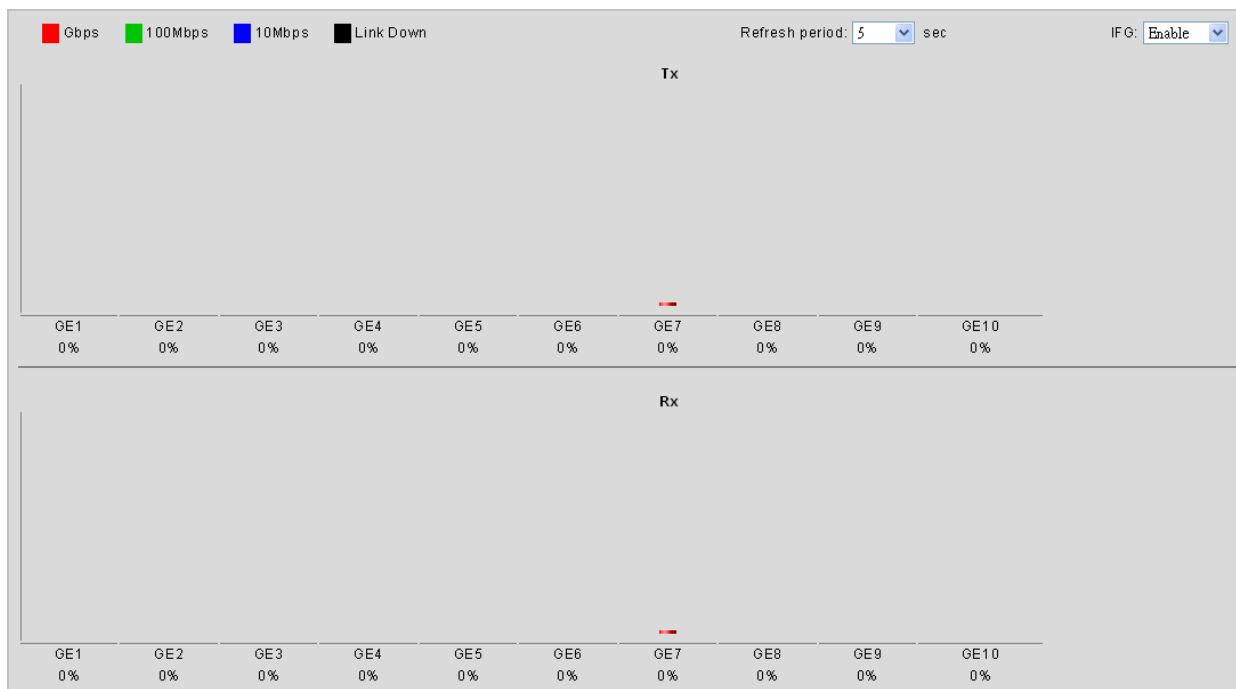 Gbps 100Mbps 10Mbps Link Down Refresh period: 5 sec IFG: Enable
Tx
GE1 GE2 GE3 GE4 GE5 GE6 GE7 GE8 GE9 GE10
0% 0% 0% 0% 0% 0% 0% 0% 0% 0%
Rx
GE1 GE2 GE3 GE4 GE5 GE6 GE7 GE8 GE9 GE10
0% 0% 0% 0% 0% 0% 0% 0% 0% 0%